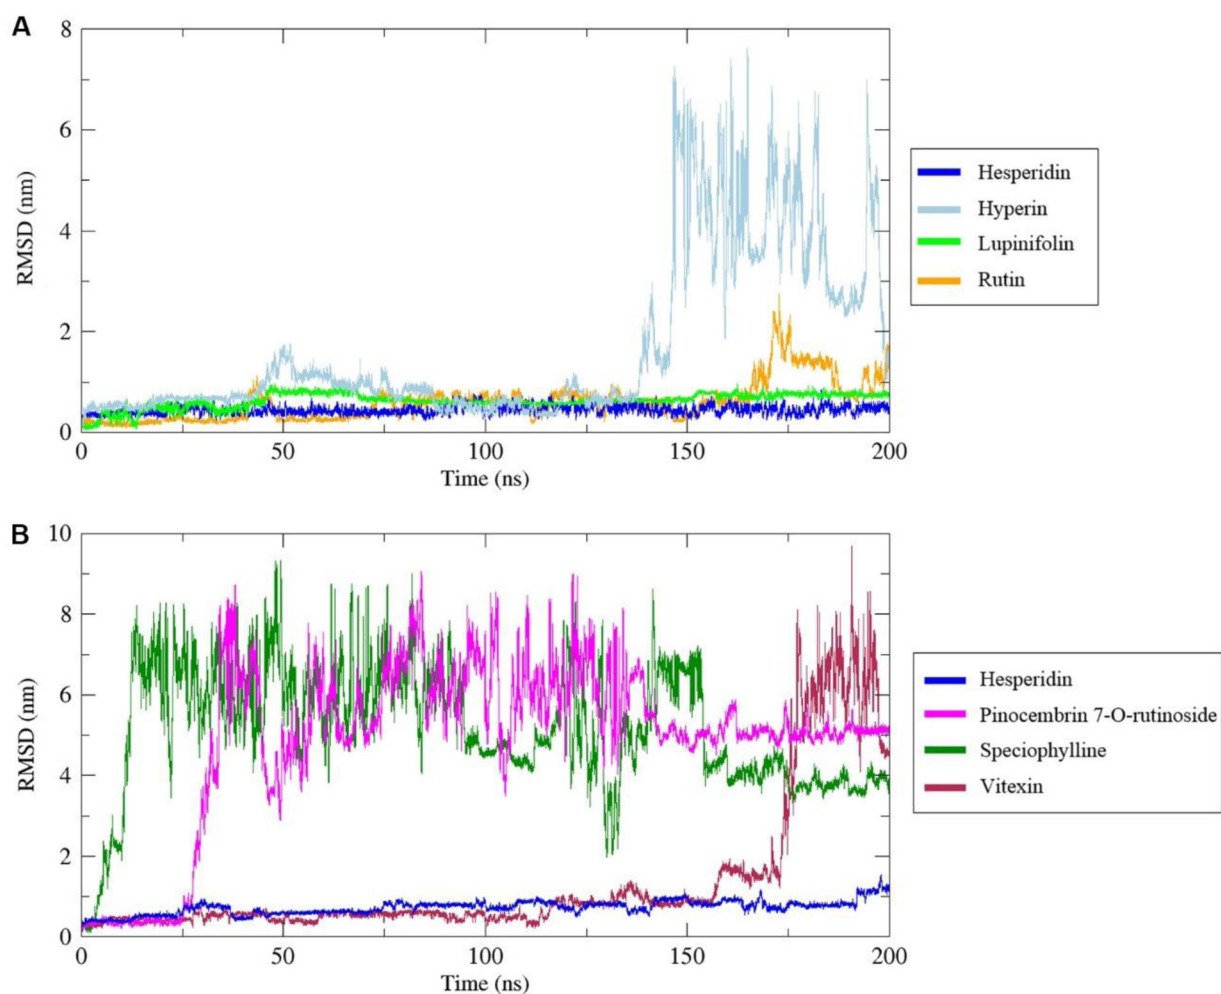 A
8
6
4
2
0
RMSD (nm)
0 50 100 150 200
Time (ns)
Hesperidin
Hyperin
Lupinifolin
Rutin
B
10
8
6
4
2
0
RMSD (nm)
0 50 100 150 200
Time (ns)
Hesperidin
Pinocembrin 7-O-rutinoside
Speciophylline
Vitexin